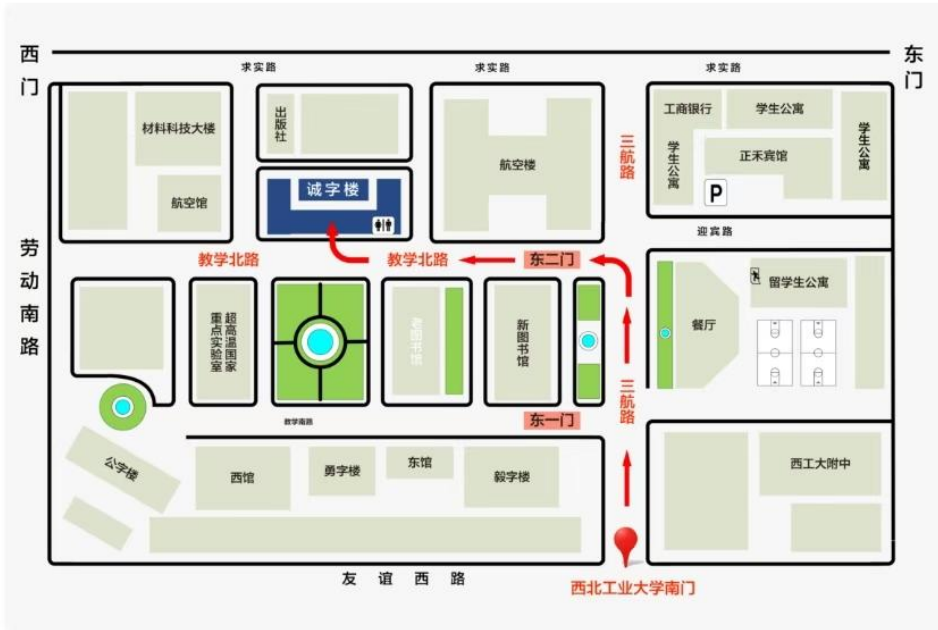 西门
东门
求实路
求实路
求实路
材料科技大楼
出版社
航空楼
三航路
工商银行
学生公寓
学生公寓
学生公寓
正禾宾馆
P
航空馆
诚字楼
劳动南路
教学北路
教学北路
东二门
迎宾路
超高温国家
重点实验室
老图书馆
新图书馆
餐厅
留学生公寓
三航路
教学南路
东一门
公字楼
西馆
勇字楼
东馆
毅字楼
西工大附中
友谊西路
西北工业大学南门